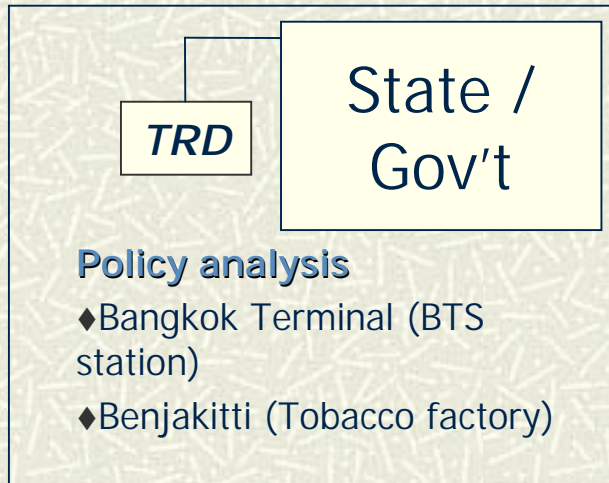 State /
Gov't
TRD
Policy analysis
♦Bangkok Terminal (BTS
station)
♦Benjakitti (Tobacco factory)